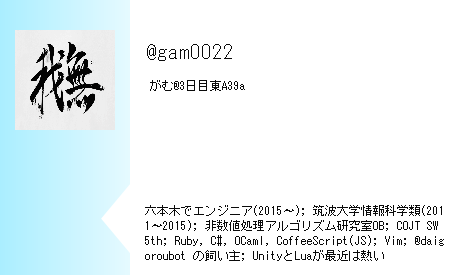 我無
@gam0022
がむ@3日目東A39a
六本木でエンジニア(2015～); 筑波大学情報科学類(201
1～2015); 非数値処理アルゴリズム研究室OB; COJT SW
5th; Ruby, C#, OCaml, CoffeeScript(JS); Vim; @daig
oroubot の飼い主; UnityとLuaが最近は熱い